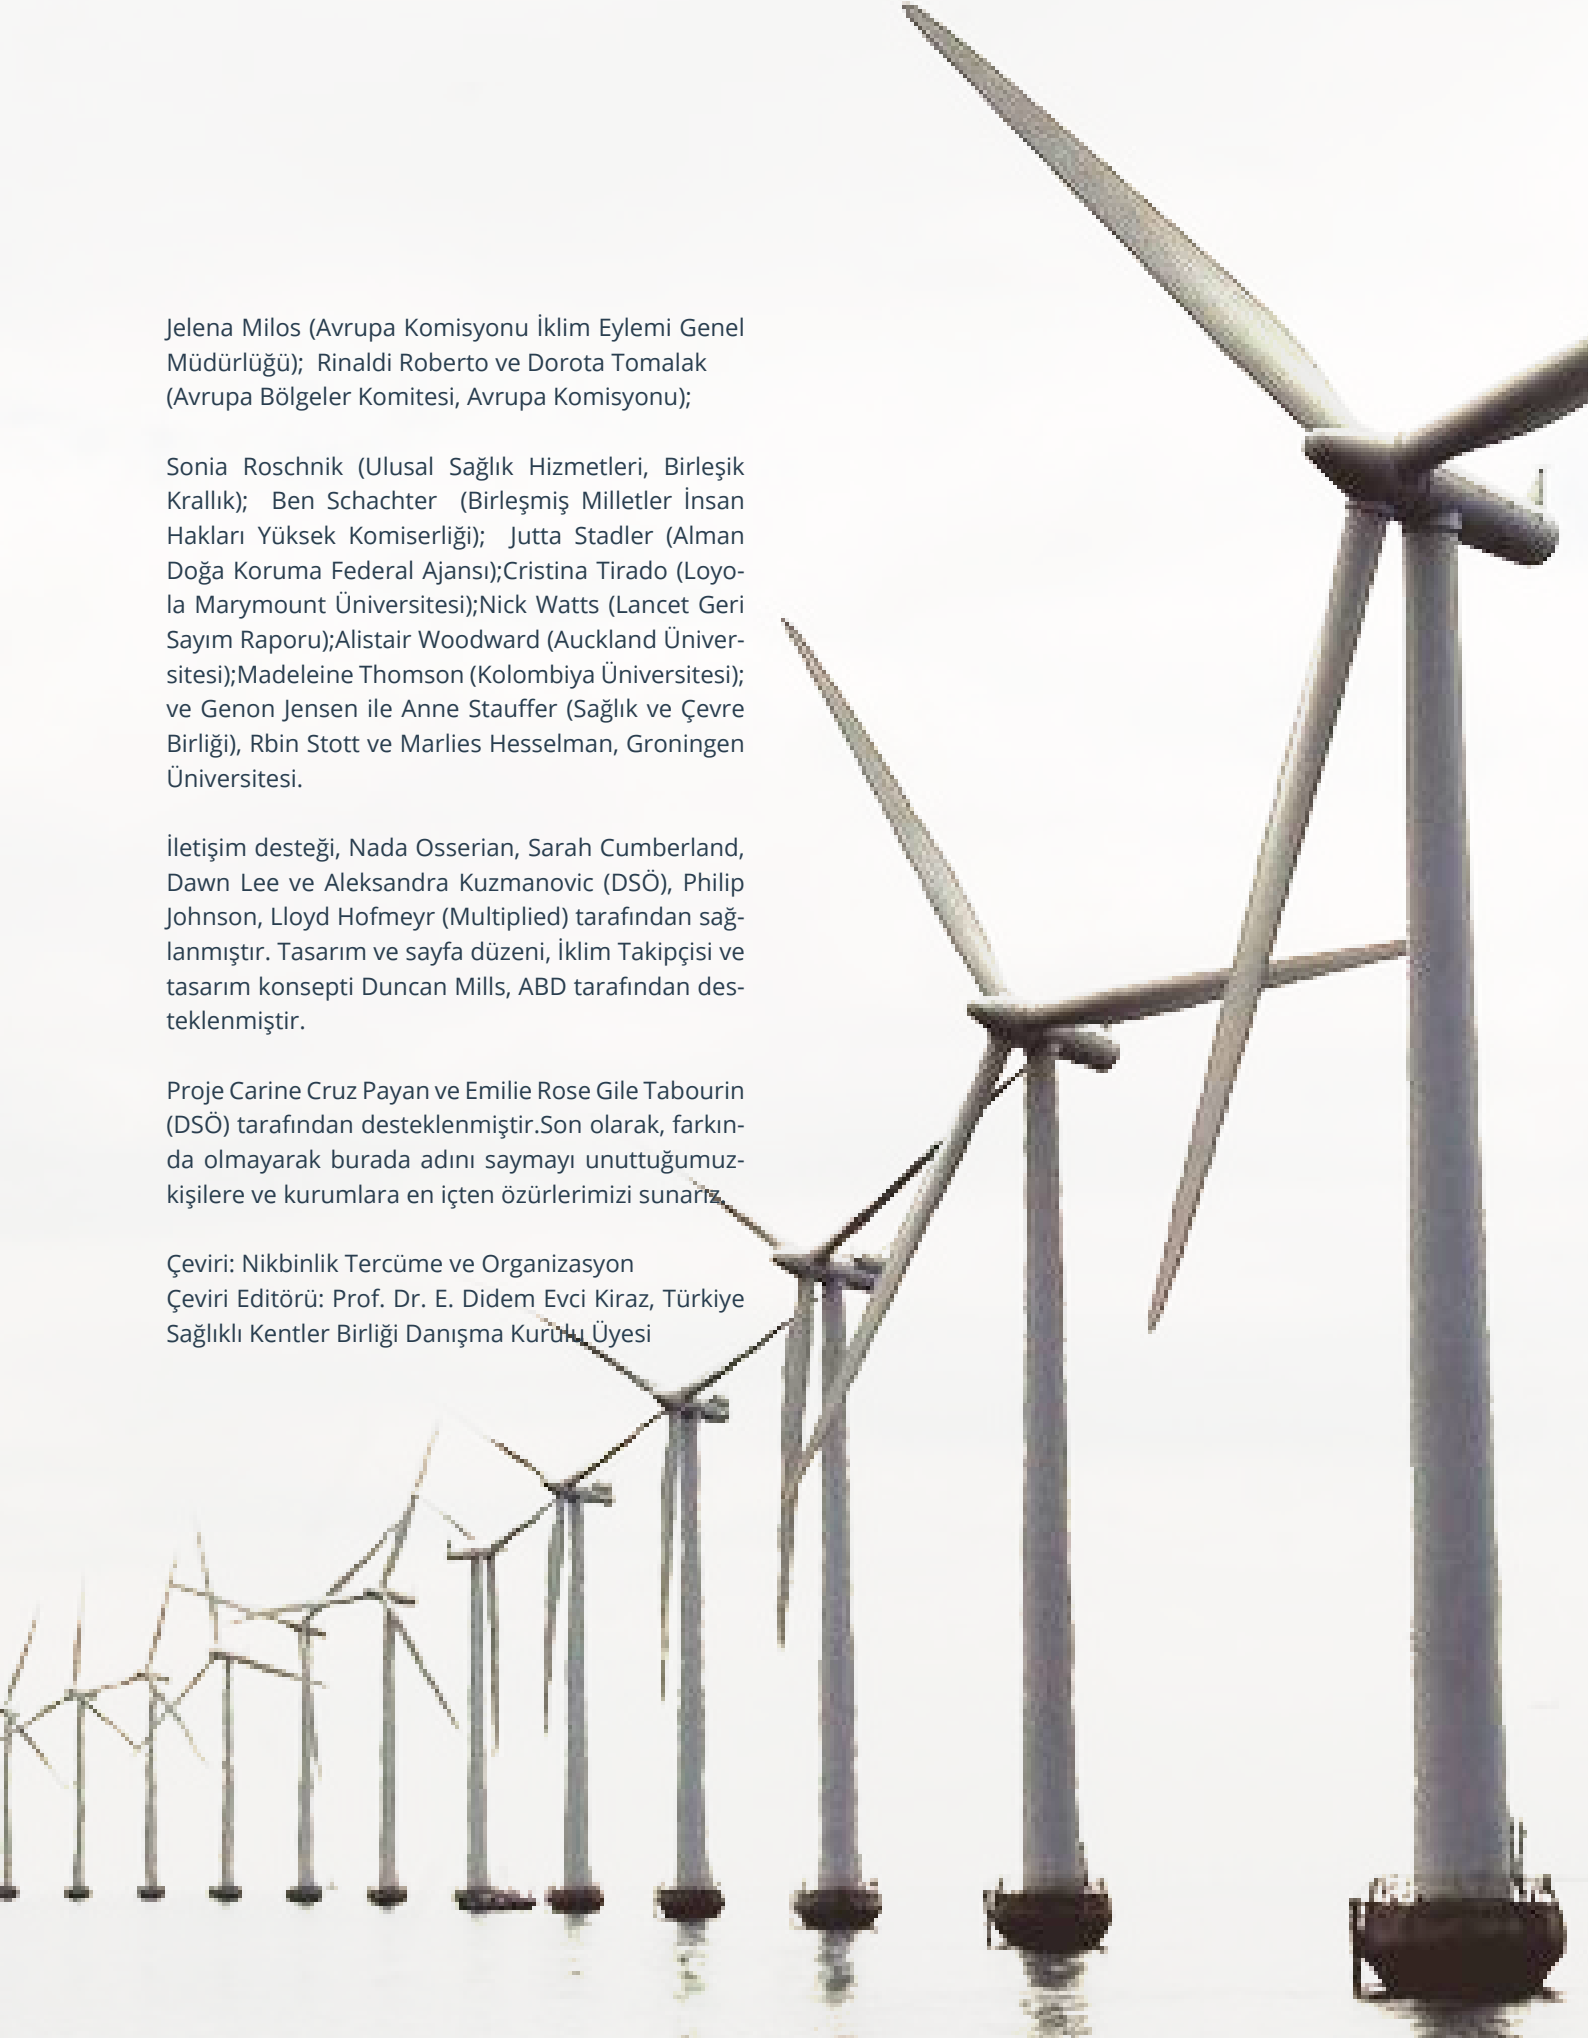 Jelena Milos (Avrupa Komisyonu İklim Eylemi Genel
Müdürlüğü);  Rinaldi Roberto ve Dorota Tomalak
(Avrupa Bölgeler Komitesi, Avrupa Komisyonu);
Sonia Roschnik (Ulusal Sağlık Hizmetleri, Birleşik
Krallık);  Ben Schachter  (Birleşmiş Milletler İnsan
Hakları Yüksek Komiserliği);  Jutta Stadler (Alman
Doğa Koruma Federal Ajansı);Cristina Tirado (Loyo-
la Marymount Üniversitesi);Nick Watts (Lancet Geri
Sayım Raporu);Alistair Woodward (Auckland Üniver-
sitesi);Madeleine Thomson (Kolombiya Üniversitesi);
ve Genon Jensen ile Anne Stauffer (Sağlık ve Çevre
Birliği), Rbin Stott ve Marlies Hesselman, Groningen
Üniversitesi.
İletişim desteği, Nada Osserian, Sarah Cumberland,
Dawn Lee ve Aleksandra Kuzmanovic (DSÖ), Philip
Johnson, Lloyd Hofmeyr (Multiplied) tarafından sağ-
lanmıştır. Tasarım ve sayfa düzeni, İklim Takipçisi ve
tasarım konsepti Duncan Mills, ABD tarafından des-
teklenmiştir.
Proje Carine Cruz Payan ve Emilie Rose Gile Tabourin
(DSÖ) tarafından desteklenmiştir.Son olarak, farkın-
da olmayarak burada adını saymayı unuttuğumuz-
kişilere ve kurumlara en içten özürlerimizi sunarız.
Çeviri: Nikbinlik Tercüme ve Organizasyon
Çeviri Editörü: Prof. Dr. E. Didem Evci Kiraz, Türkiye
Sağlıklı Kentler Birliği Danışma Kurulu Üyesi